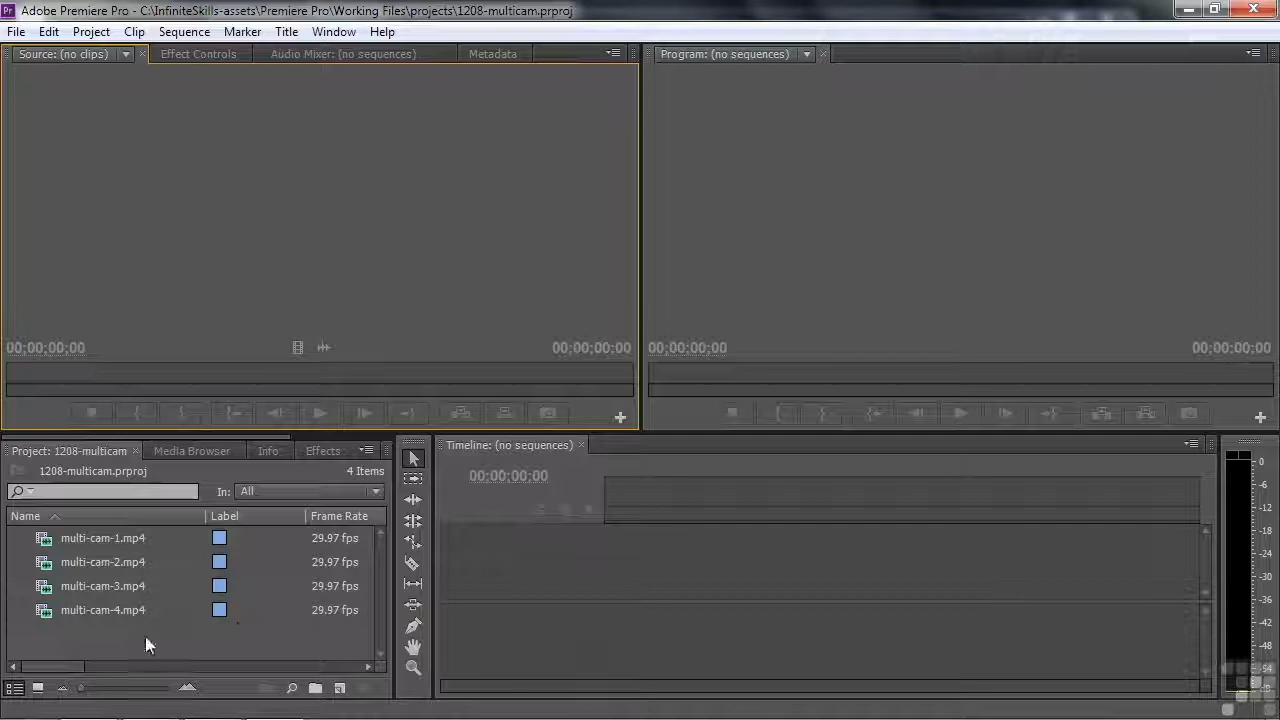 Adobe Premiere Pro - C:\InfiniteSkills-assets\Premiere Pro\Working Files\projects\1208-multicam.prproj
File Edit Project Clip Sequence Marker Title Window Help
Source: (no clips) Effect Controls Audio Mixer: (no sequences) Metadata Program: (no sequences)
00;00;00;00 00;00;00;00 00;00;00;00 00;00;00;00
Project: 1208-multicam Media Browser Info Effects Timeline: (no sequences)
1208-multicam.prproj 4 Items
00;00;00;00
In: All
Name Label Frame Rate
multi-cam-1.mp4 29.97 fps
multi-cam-2.mp4 29.97 fps
multi-cam-3.mp4 29.97 fps
multi-cam-4.mp4 29.97 fps
0
-6
-12
-18
-24
-30
-36
-42
-48
-54